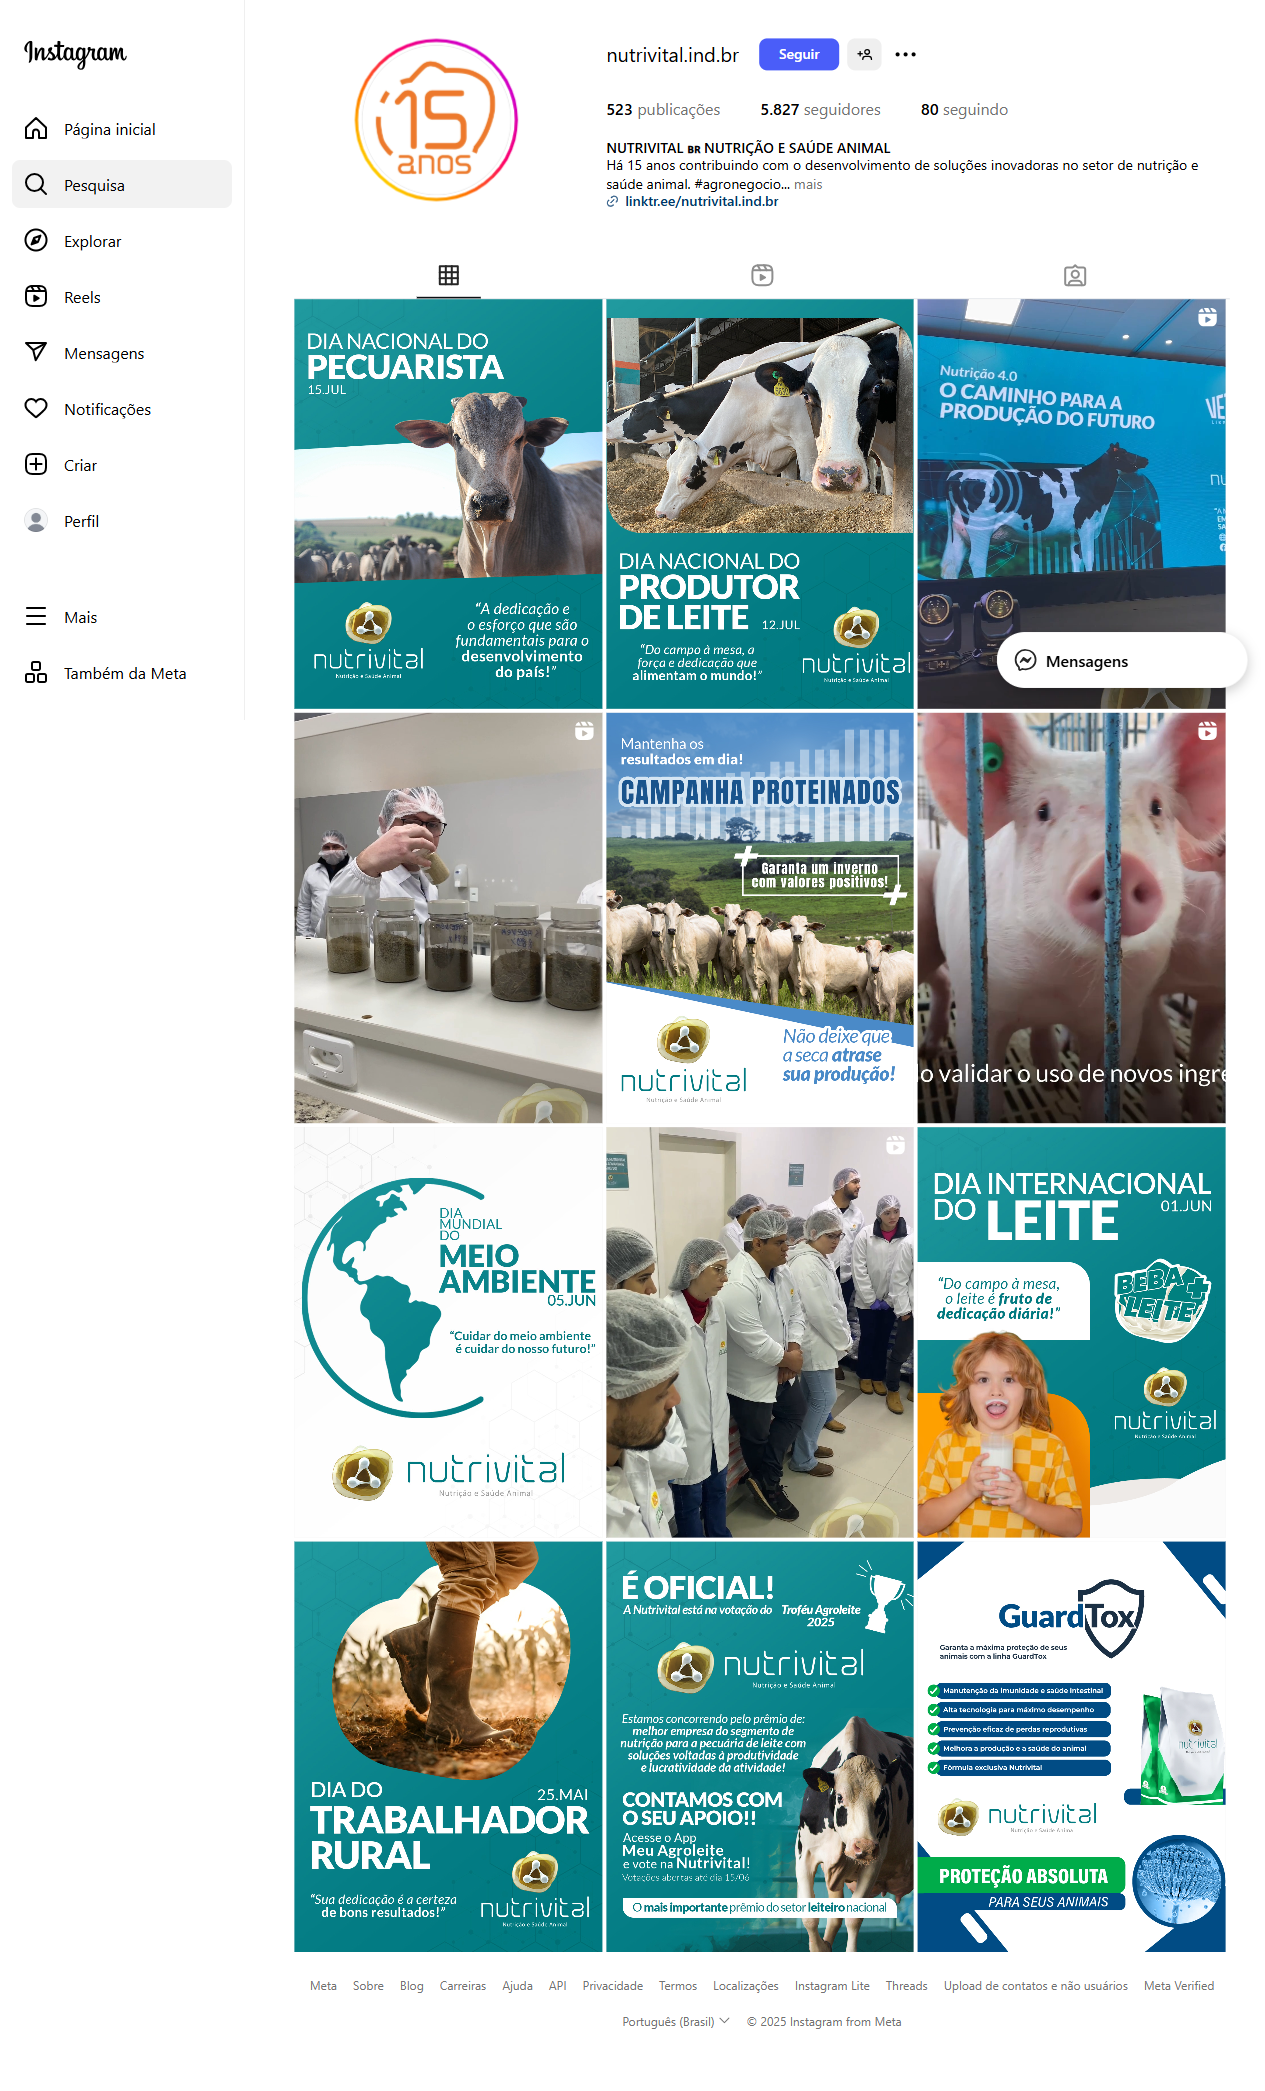 Instagram
Página inicial
Pesquisa
Explorar
Reels
Mensagens
Notificações
Criar
Perfil
Mais
Também da Meta
15
anos
nutrivital.ind.br
Seguir
523 publicações
5.827 seguidores
80 seguindo
NUTRIVITAL BR NUTRIÇÃO E SAÚDE ANIMAL
Há 15 anos contribuindo com o desenvolvimento de soluções inovadoras no setor de nutrição e
saúde animal. #agronegocio... mais
linktr.ee/nutrivital.ind.br
DIA NACIONAL DO
PECUARISTA
15.JUL
“A dedicação e
o esforço que são
fundamentais para o
desenvolvimento
do país!”
nutrivital
Nutrição e Saúde Animal
DIA NACIONAL DO
PRODUTOR
DE LEITE
12.JUL
“Do campo à mesa, a
força e dedicação que
alimentam o mundo!”
nutrivital
Nutrição e Saúde Animal
Nutrição 4.0
O CAMINHO PARA A
PRODUÇÃO DO FUTURO
Mensagens
Mantenha os
resultados em dia!
CAMPANHA PROTEINADOS
Garanta um inverno
com valores positivos!
Não deixe que
a seca atrase
sua produção!
nutrivital
Nutrição e Saúde Animal
o validar o uso de novos ingre
DIA
MUNDIAL
DO
MEIO
AMBIENTE
05.JUN
“Cuidar do meio ambiente
é cuidar do nosso futuro!”
nutrivital
Nutrição e Saúde Animal
DIA INTERNACIONAL
DO LEITE
01.JUN
“Do campo à mesa,
o leite é fruto de
dedicação diária!”
BEBA +
LEITE
nutrivital
Nutrição e Saúde Animal
DIA DO
25.MAI
TRABALHADOR
RURAL
“Sua dedicação é a certeza
de bons resultados!”
nutrivital
Nutrição e Saúde Animal
É OFICIAL!
A Nutrivital está na votação do Troféu Agroleite
2025
nutrivital
Nutrição e Saúde Animal
Estamos concorrendo pelo prêmio de:
melhor empresa do segmento de
nutrição para a pecuária de leite com
soluções voltadas à produtividade
e lucratividade da atividade!
CONTAMOS COM
O SEU APOIO!!
Acesse o App
Meu Agroleite
e vote na Nutrivital!
Votações abertas até dia 15/06
O mais importante prêmio do setor leiteiro nacional
GuardTox
Garanta a máxima proteção de seus
animais com a linha GuardTox
Manutenção da imunidade e saúde intestinal
Alta tecnologia para máximo desempenho
Prevenção eficaz de perdas reprodutivas
Melhora a produção e a saúde do animal
Fórmula exclusiva Nutrivital
nutrivital
nutrivital
Nutrição e Saúde Animal
PROTEÇÃO ABSOLUTA
PARA SEUS ANIMAIS
Meta Sobre Blog Carreiras Ajuda API Privacidade Termos Localizações Instagram Lite Threads Upload de contatos e não usuários Meta Verified
Português (Brasil)
© 2025 Instagram from Meta